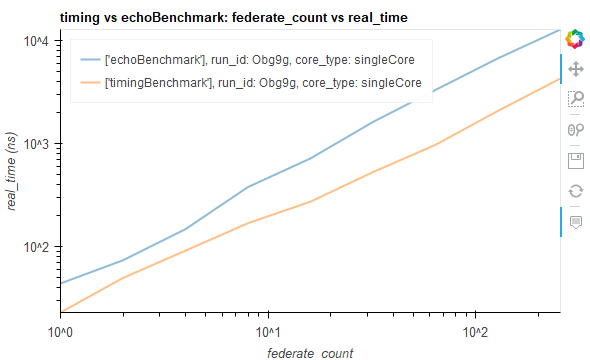 timing vs echoBenchmark: federate_count vs real_time
10^4
['echoBenchmark'], run_id: Obg9g, core_type: singleCore
['timingBenchmark'], run_id: Obg9g, core_type: singleCore
10^3
real_time (ns)
10^2
10^0
10^1
10^2
federate_count